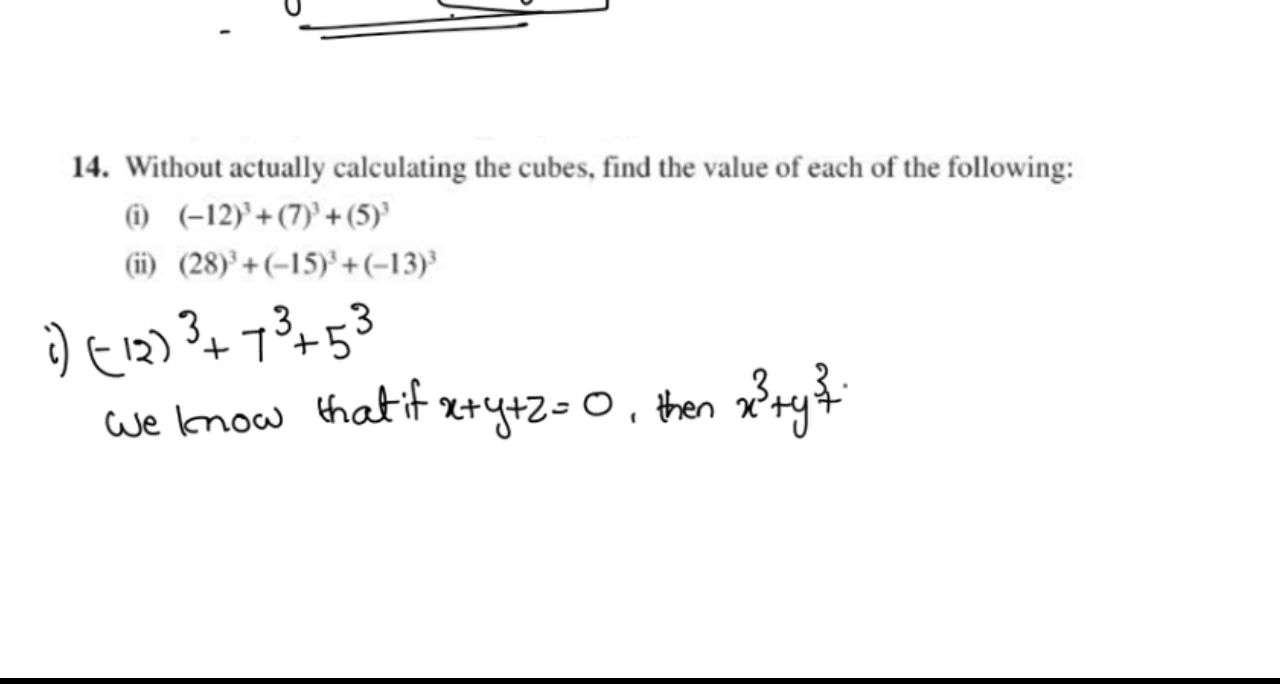 14. Without actually calculating the cubes, find the value of each of the following:
(i) (–12)³ + (7)³ + (5)³
(ii) (28)³ + (–15)³ + (–13)³
i) (-12)³ + 7³ + 5³
We know that if x+y+z = 0, then x³+y³+